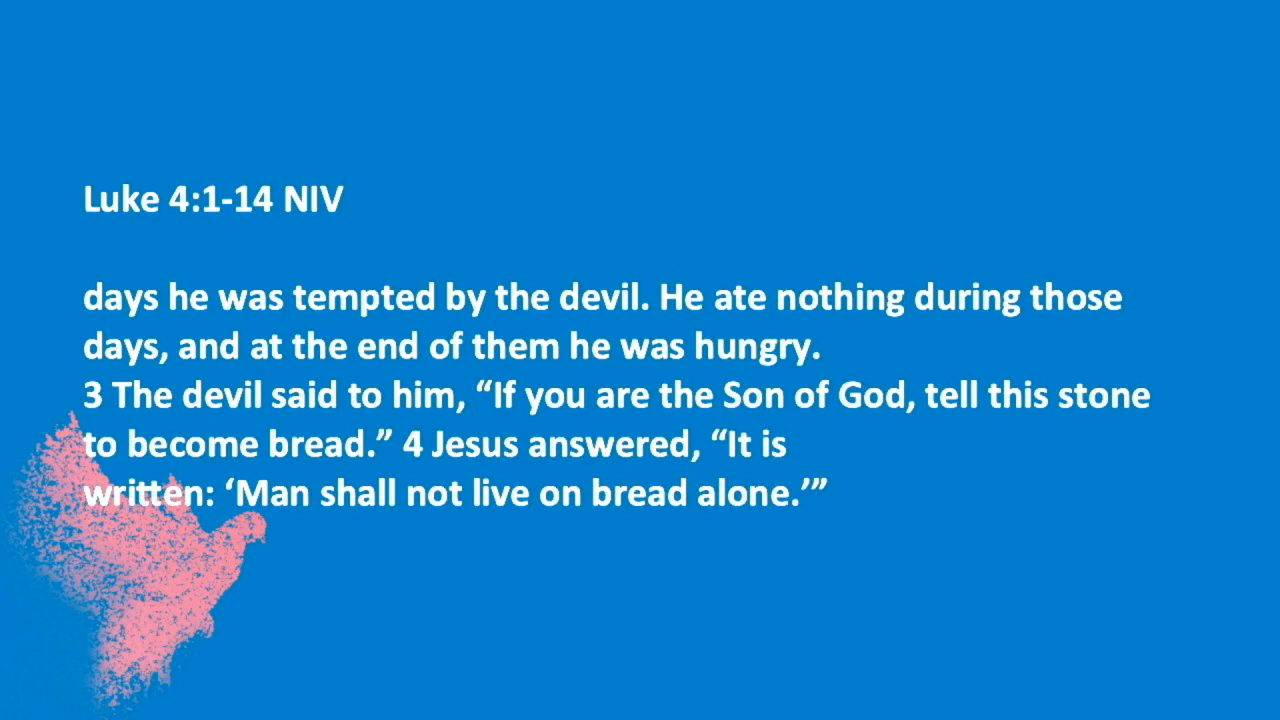 Luke 4:1-14 NIV
days he was tempted by the devil. He ate nothing during those
days, and at the end of them he was hungry.
3 The devil said to him, “If you are the Son of God, tell this stone
to become bread.” 4 Jesus answered, “It is
written: ‘Man shall not live on bread alone.’”